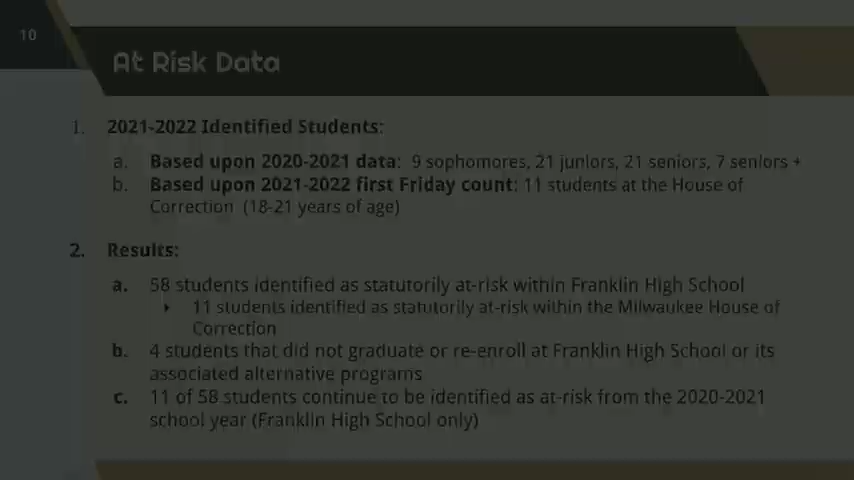 10
At Risk Data
1. 2021-2022 Identified Students:
a. Based upon 2020-2021 data: 9 sophomores, 21 juniors, 21 seniors, 7 seniors +
b. Based upon 2021-2022 first Friday count: 11 students at the House of
Correction (18-21 years of age)
2. Results:
a. 58 students identified as statutorily at-risk within Franklin High School
‣ 11 students identified as statutorily at-risk within the Milwaukee House of
Correction
b. 4 students that did not graduate or re-enroll at Franklin High School or its
associated alternative programs
c. 11 of 58 students continue to be identified as at-risk from the 2020-2021
school year (Franklin High School only)